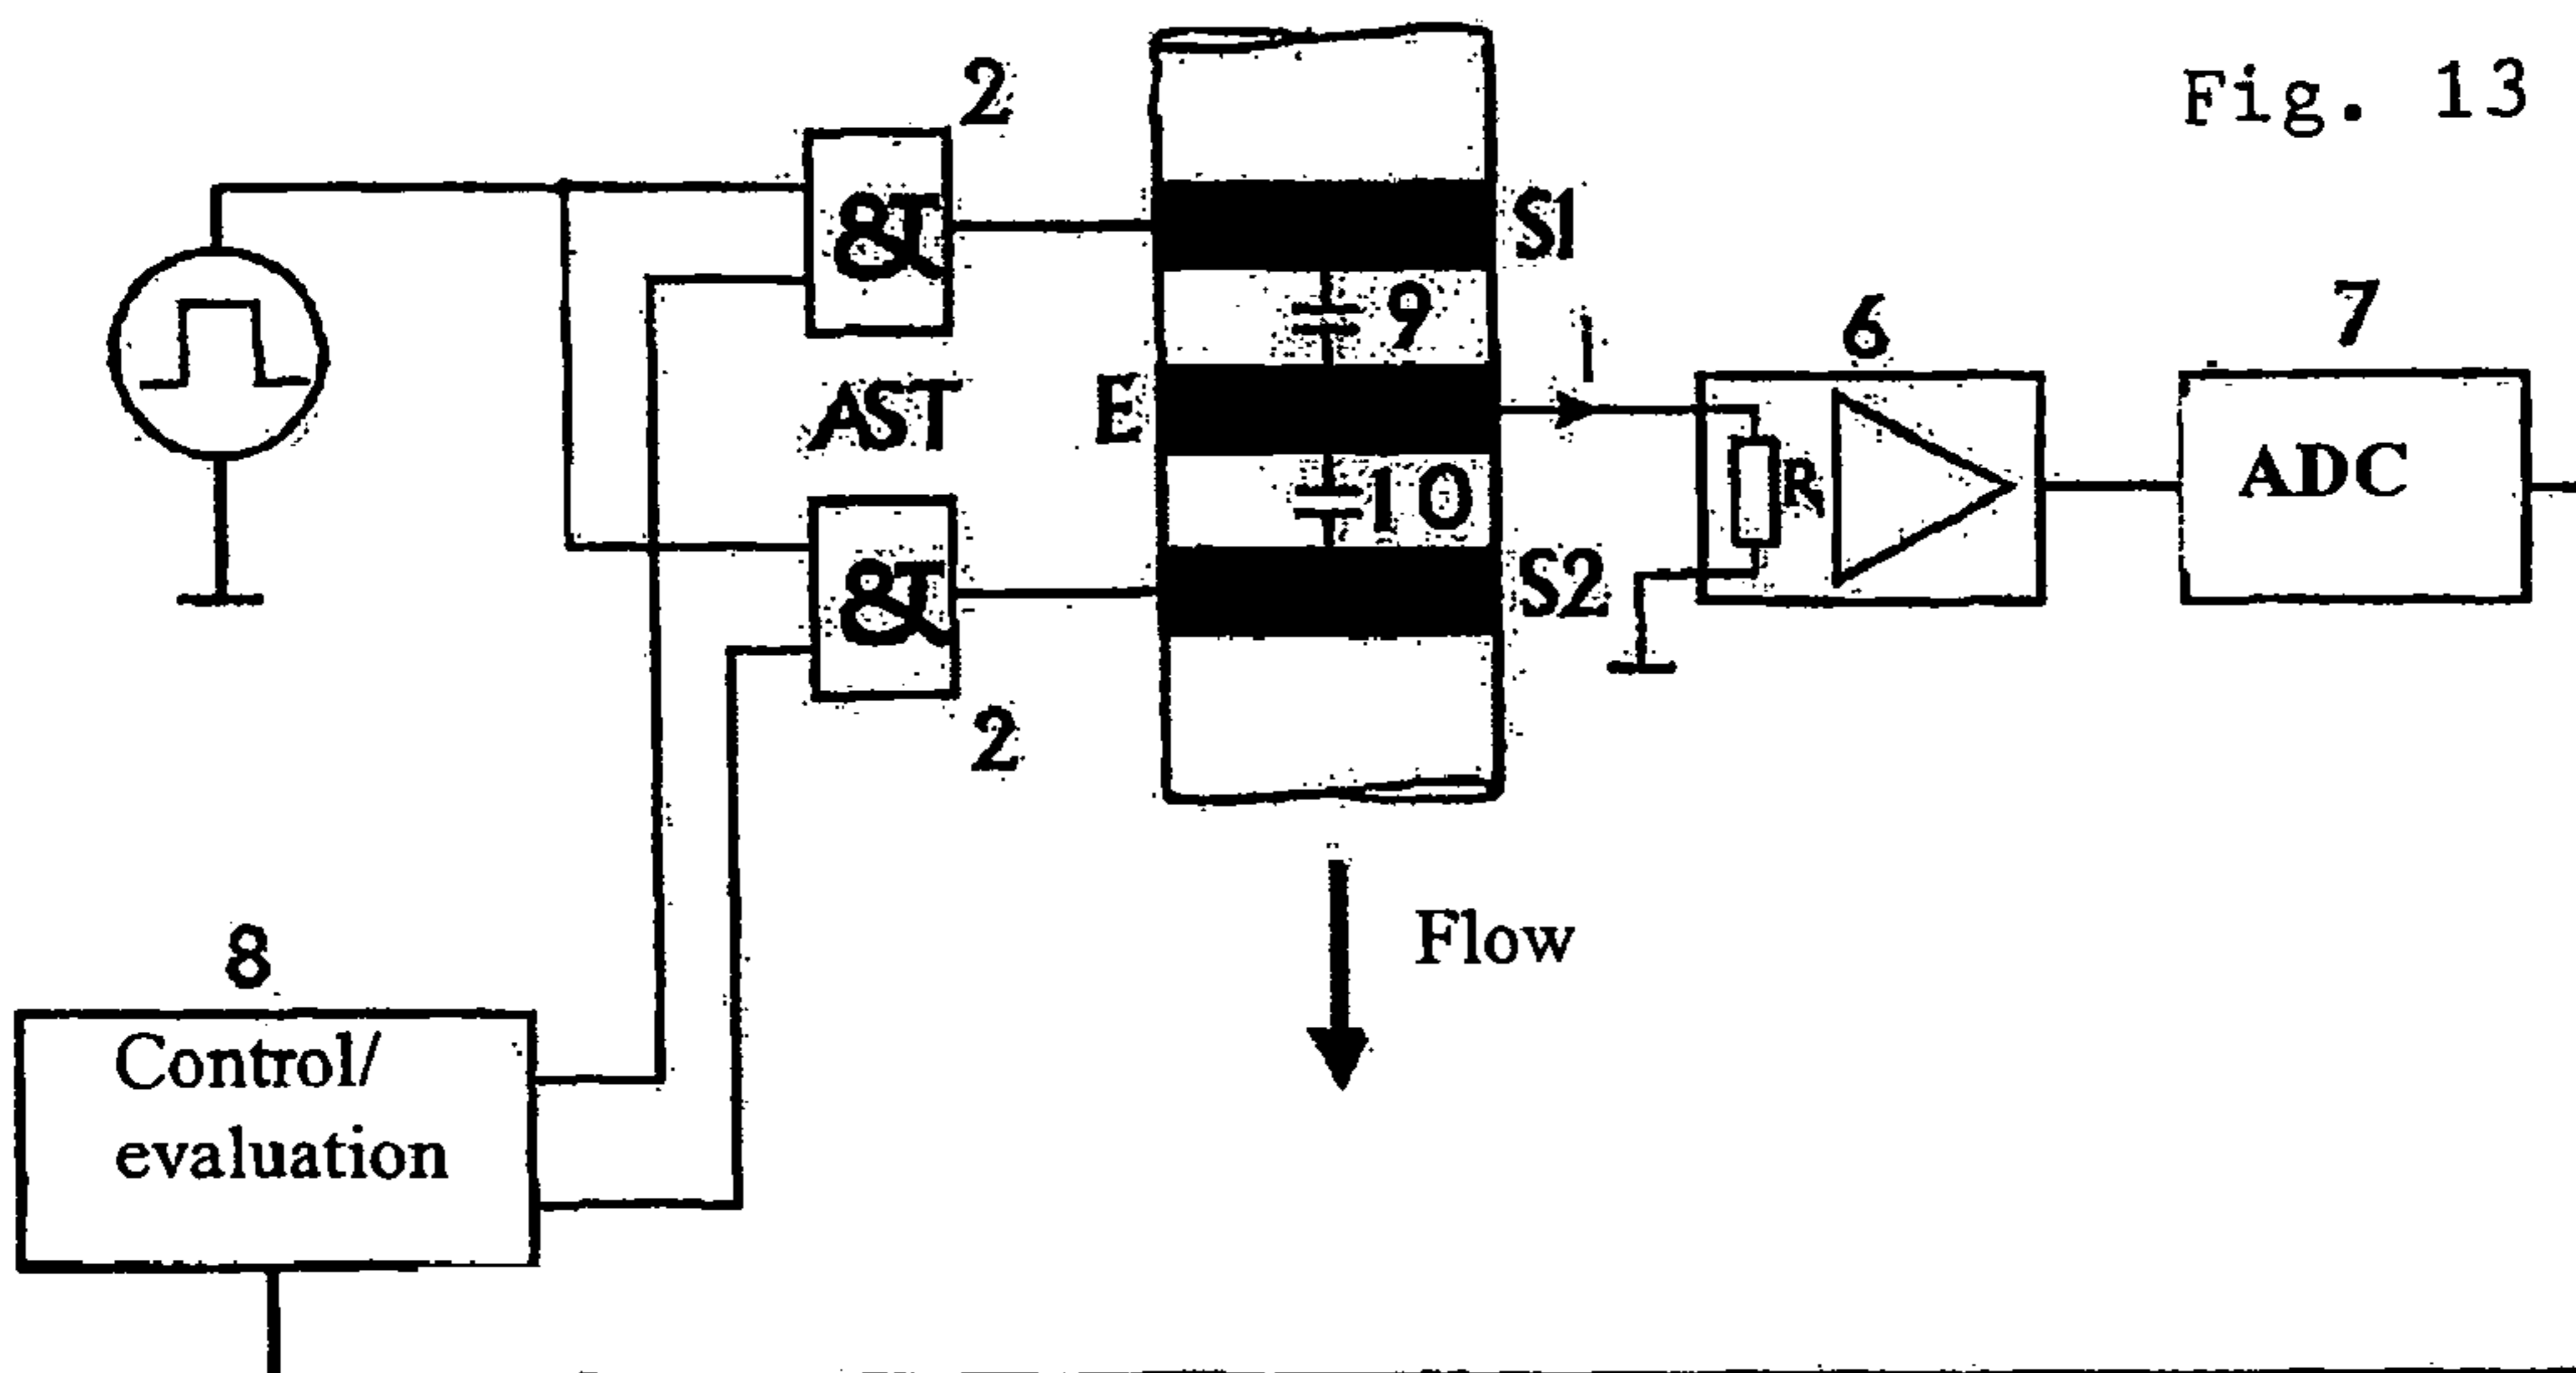 Fig. 13
2
&T
S1
9
I
6
7
AST
E
R
ADC
10
&T
S2
2
8
Flow
Control/
evaluation